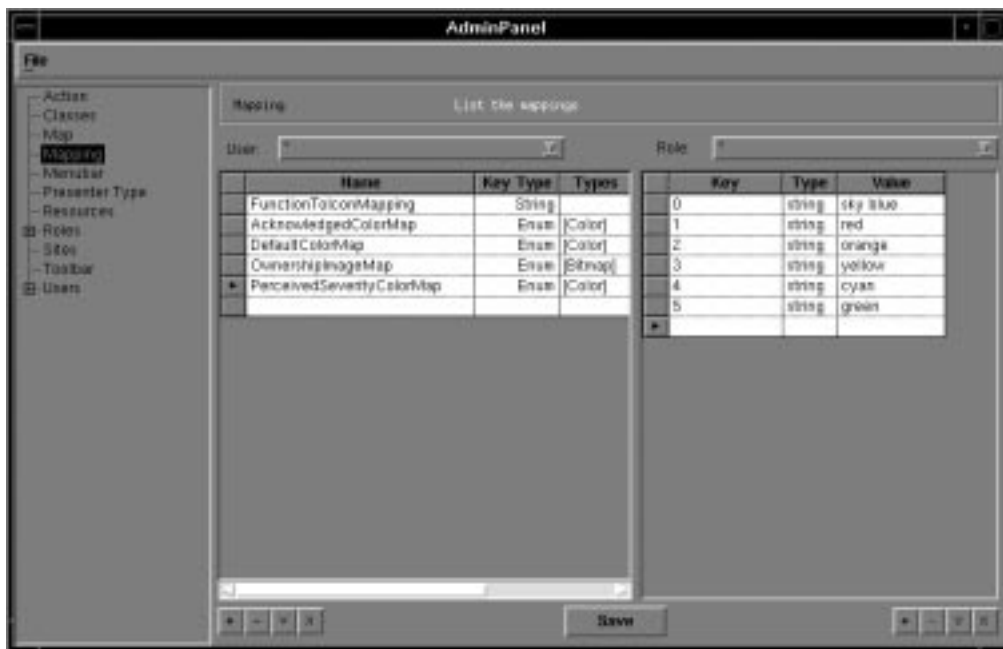 AdminPanel
File
Action
Classes
Map
Mapping
Menubar
Presenter Type
Resources
Roles
Sites
Toolbar
Users
Mapping List the mappings
User: * Role: *
Name Key Type Types
FunctionToIconMapping String
AcknowledgedColorMap Enum [Color]
DefaultColorMap Enum [Color]
OwnershipImageMap Enum [Bitmap]
PerceivedSeverityColorMap Enum [Color]
Key Type Value
0 string sky blue
1 string red
2 string orange
3 string yellow
4 string cyan
5 string green
+ - v X Save + - v X